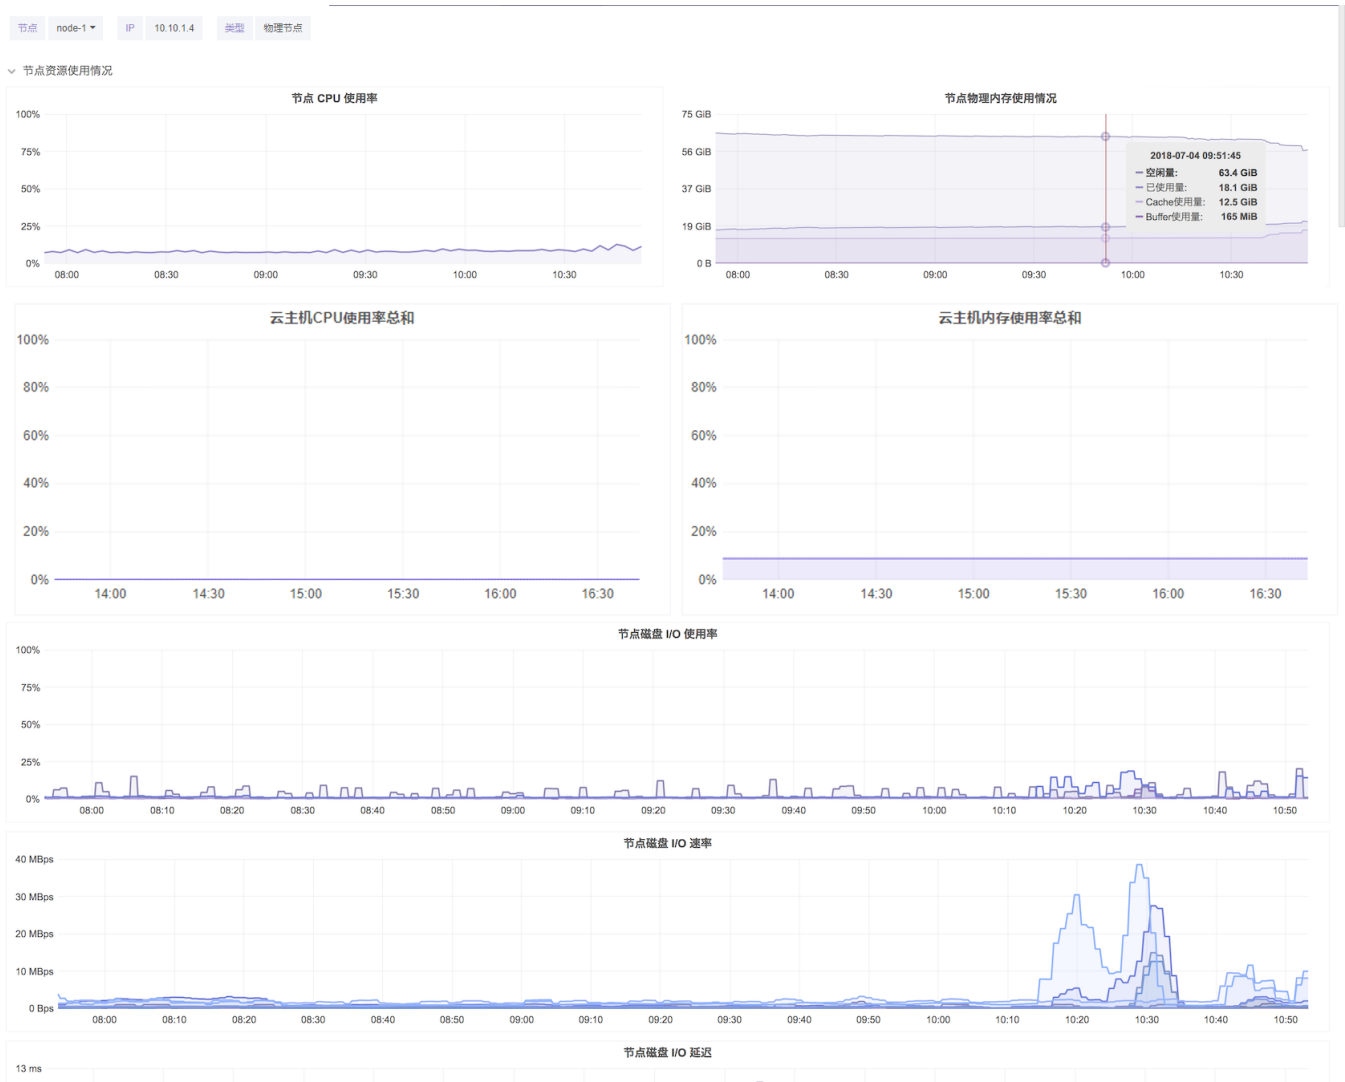 节点 node-1 IP 10.10.1.4 类型 物理节点
节点资源使用情况
节点 CPU 使用率
100%
75%
50%
25%
0%
08:00 08:30 09:00 09:30 10:00 10:30
节点物理内存使用情况
75 GiB
56 GiB
37 GiB
19 GiB
0 B
2018-07-04 09:51:45
空闲量: 63.4 GiB
已使用量: 18.1 GiB
Cache使用量: 12.5 GiB
Buffer使用量: 165 MiB
08:00 08:30 09:00 09:30 10:00 10:30
云主机CPU使用率总和
100%
80%
60%
40%
20%
0%
14:00 14:30 15:00 15:30 16:00 16:30
云主机内存使用率总和
100%
80%
60%
40%
20%
0%
14:00 14:30 15:00 15:30 16:00 16:30
节点磁盘 I/O 使用率
100%
75%
50%
25%
0%
08:00 08:10 08:20 08:30 08:40 08:50 09:00 09:10 09:20 09:30 09:40 09:50 10:00 10:10 10:20 10:30 10:40 10:50
节点磁盘 I/O 速率
40 MBps
30 MBps
20 MBps
10 MBps
0 Bps
08:00 08:10 08:20 08:30 08:40 08:50 09:00 09:10 09:20 09:30 09:40 09:50 10:00 10:10 10:20 10:30 10:40 10:50
节点磁盘 I/O 延迟
13 ms